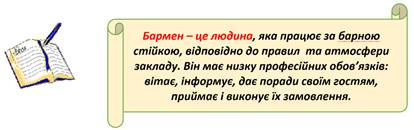 Бармен – це людина, яка працює за барною
стійкою, відповідно до правил та атмосфери
закладу. Він має низку професійних обов’язків:
вітає, інформує, дає поради своїм гостям,
приймає і виконує їх замовлення.